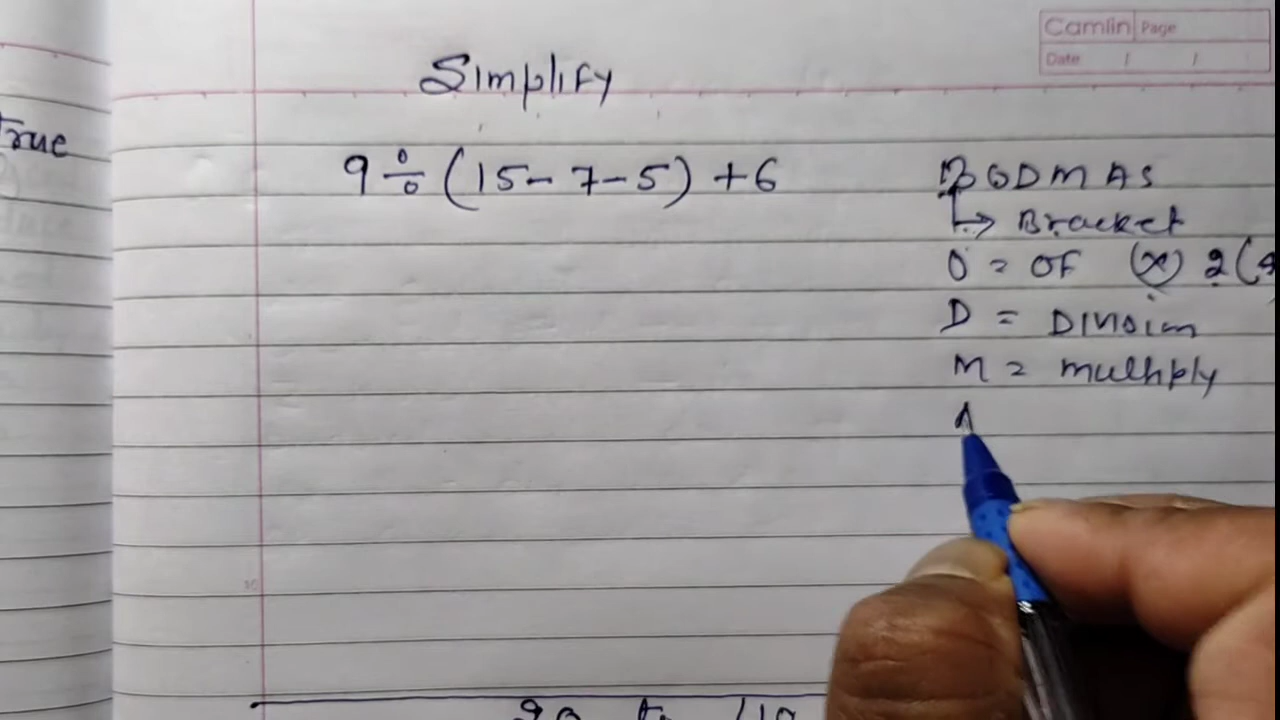 Camlin Page
Date / /
Simplify
True
9 ÷ (15 - 7 - 5) + 6
BODMAS
↳ Bracket
O = OF (×) 2(
D = Division
M = multiply
A